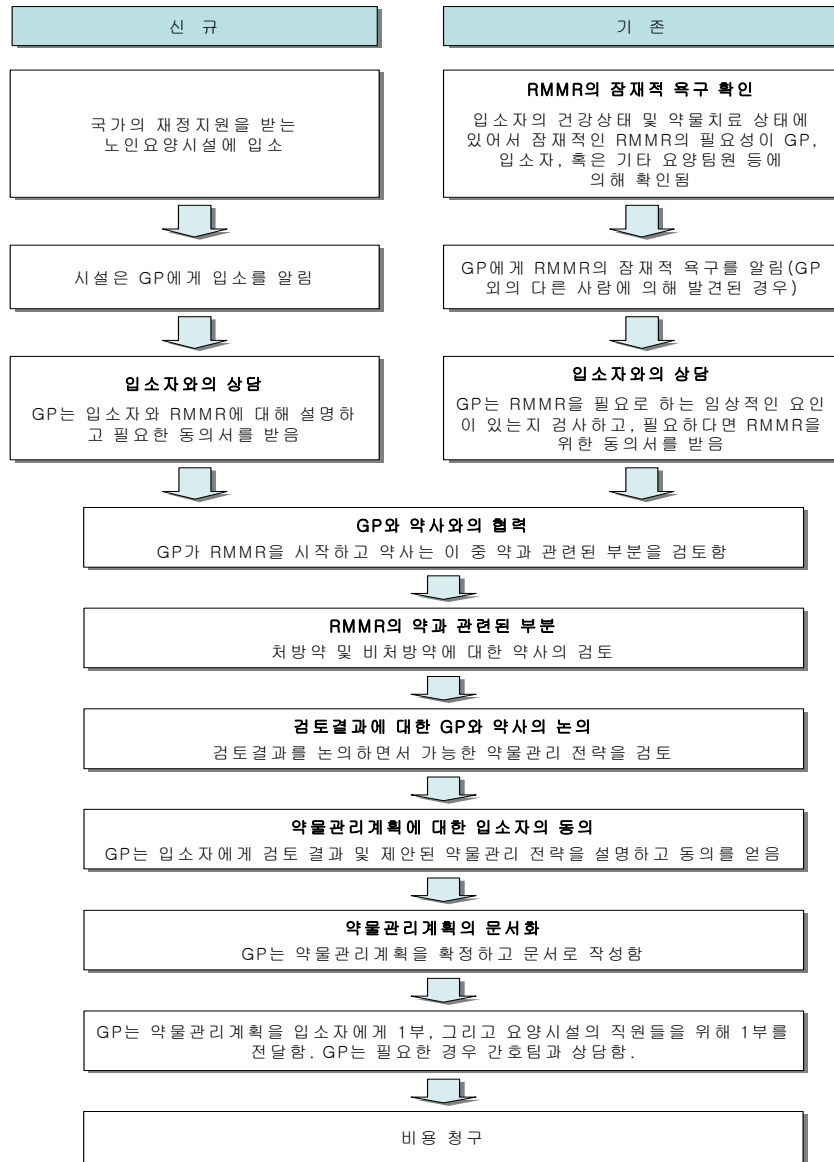 신 규
국가의 재정지원을 받는
노인요양시설에 입소
시설은 GP에게 입소를 알림
입소자와의 상담
GP는 입소자와 RMMR에 대해 설명하
고 필요한 동의서를 받음
기 존
RMMR의 잠재적 욕구 확인
입소자의 건강상태 및 약물치료 상태에
있어서 잠재적인 RMMR의 필요성이 GP,
입소자, 혹은 기타 요양팀원 등에
의해 확인됨
GP에게 RMMR의 잠재적 욕구를 알림(GP
외의 다른 사람에 의해 발견된 경우)
입소자와의 상담
GP는 RMMR을 필요로 하는 임상적인 요인
이 있는지 검사하고, 필요하다면 RMMR을
위한 동의서를 받음
GP와 약사와의 협력
GP가 RMMR을 시작하고 약사는 이 중 약과 관련된 부분을 검토함
RMMR의 약과 관련된 부분
처방약 및 비처방약에 대한 약사의 검토
검토결과에 대한 GP와 약사의 논의
검토결과를 논의하면서 가능한 약물관리 전략을 검토
약물관리계획에 대한 입소자의 동의
GP는 입소자에게 검토 결과 및 제안된 약물관리 전략을 설명하고 동의를 얻음
약물관리계획의 문서화
GP는 약물관리계획을 확정하고 문서로 작성함
GP는 약물관리계획을 입소자에게 1부, 그리고 요양시설의 직원들을 위해 1부를
전달함. GP는 필요한 경우 간호팀과 상담함.
비용 청구